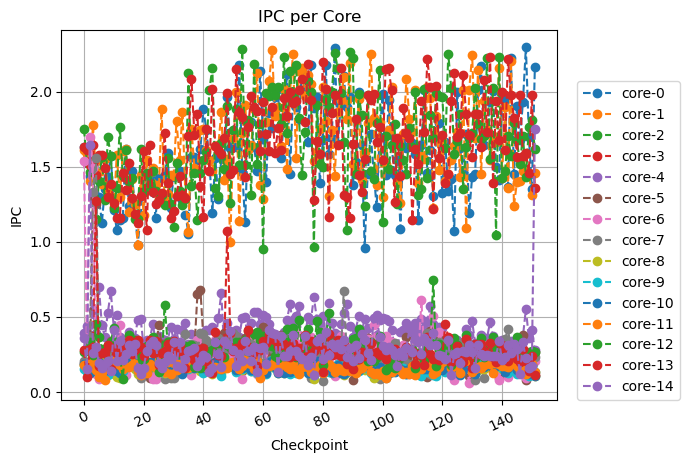 IPC per Core
IPC
2.0
1.5
1.0
0.5
0.0
0
20
40
60
80
100
120
140
Checkpoint
core-0
core-1
core-2
core-3
core-4
core-5
core-6
core-7
core-8
core-9
core-10
core-11
core-12
core-13
core-14